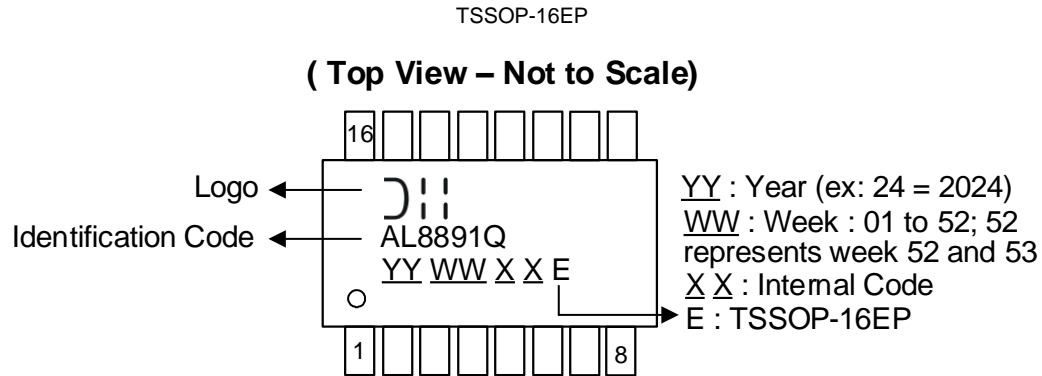 TSSOP-16EP
( Top View – Not to Scale)
16
Logo
Identification Code
AL8891Q
YY WW X X E
YY : Year (ex: 24 = 2024)
WW : Week : 01 to 52; 52
represents week 52 and 53
X X : Internal Code
E : TSSOP-16EP
1
8